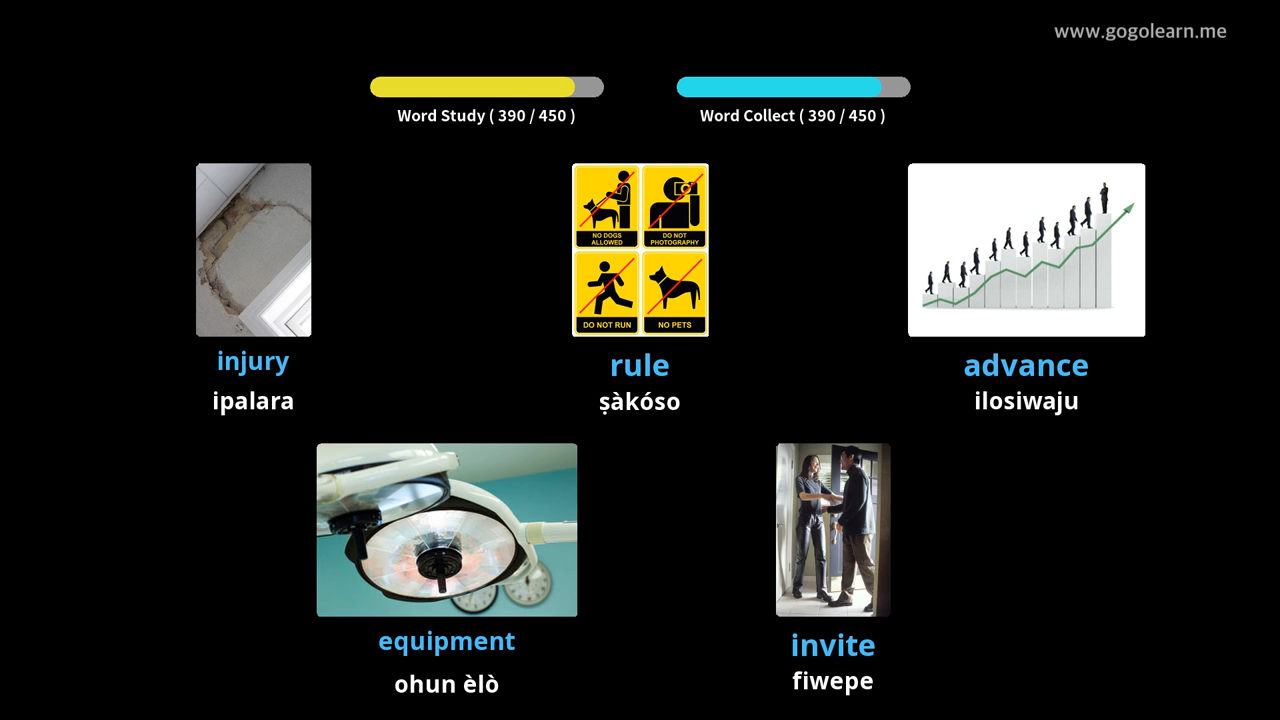 www.gogolearn.me
Word Study ( 390 / 450 )
Word Collect ( 390 / 450 )
NO DOGS
ALLOWED
DO NOT
PHOTOGRAPHY
DO NOT RUN
NO PETS
injury
ipalara
rule
ṣàkóso
advance
ilosiwaju
equipment
ohun èlò
invite
fiwepe